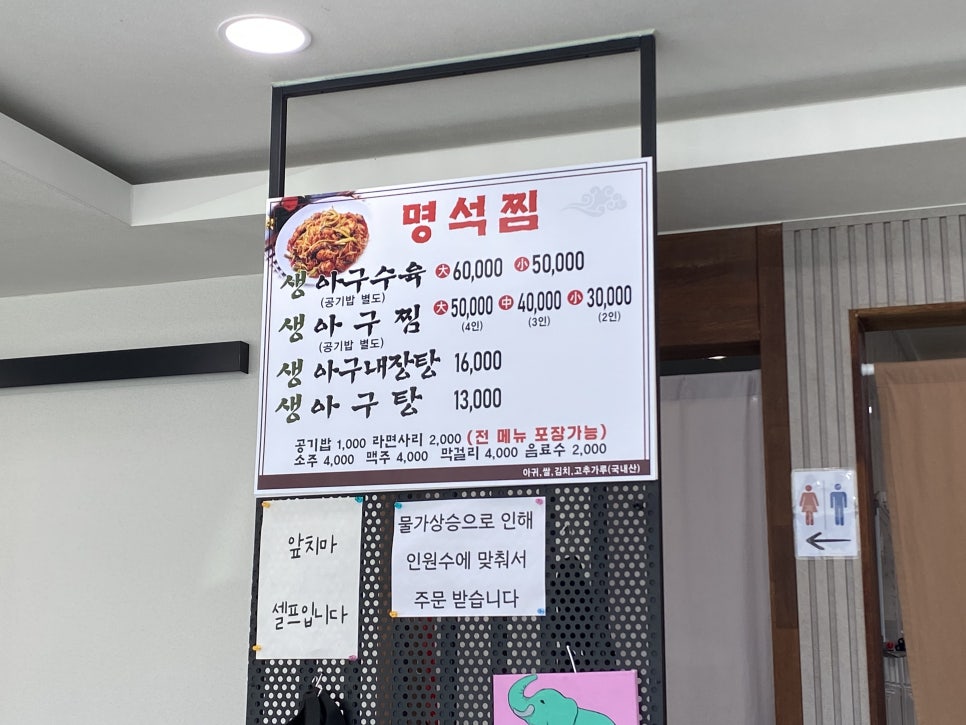 명석찜
생 아구수육 大 60,000 小 50,000
(공기밥 별도)
생 아구찜 大 50,000 中 40,000 小 30,000
(4인) (3인) (2인)
(공기밥 별도)
생 아구내장탕 16,000
생 아구탕 13,000
공기밥 1,000 라면사리 2,000 (전 메뉴 포장가능)
소주 4,000 맥주 4,000 막걸리 4,000 음료수 2,000
아귀,쌀,김치,고추가루(국내산)
앞치마
셀프입니다
물가상승으로 인해
인원수에 맞춰서
주문 받습니다